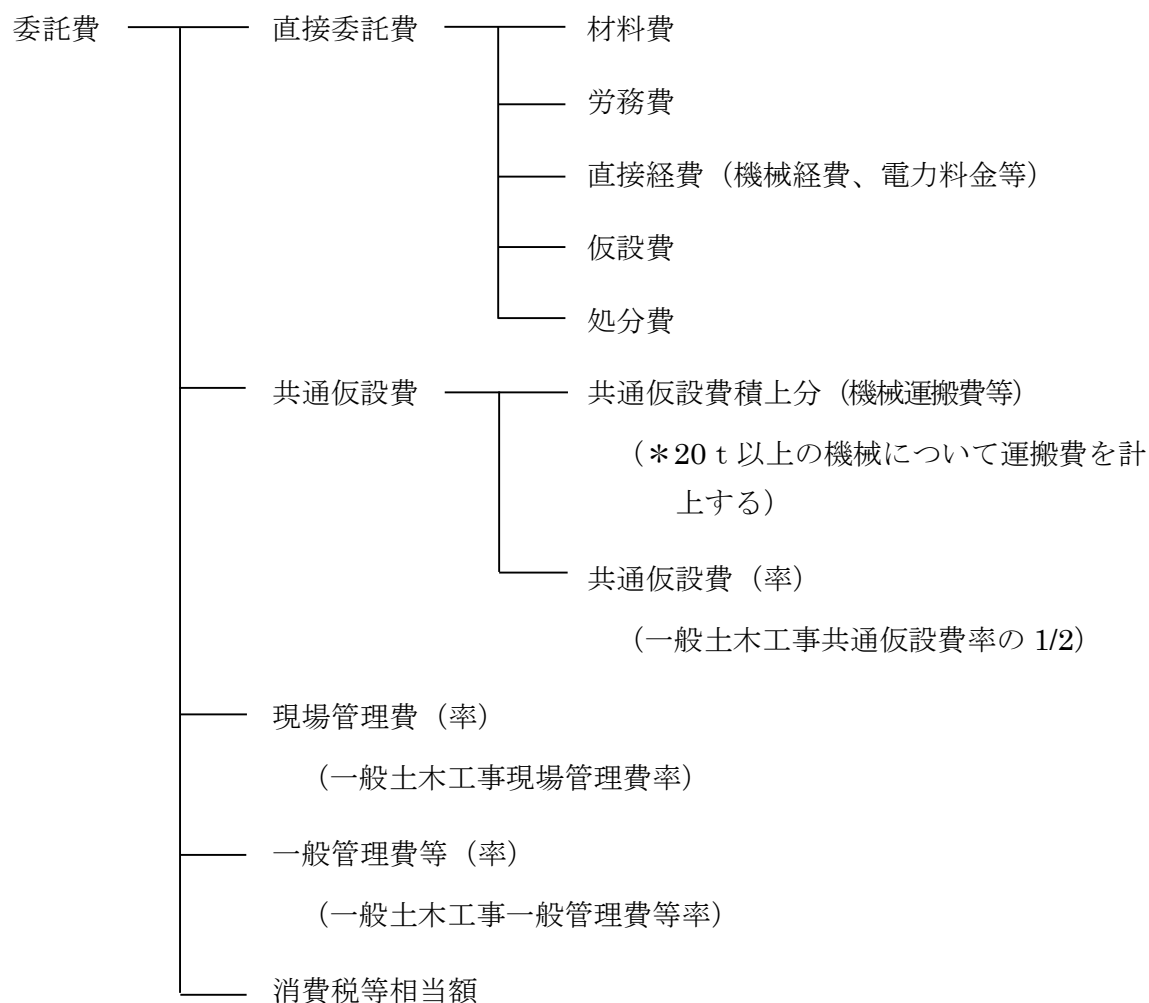 委託費 直接委託費 材料費
労務費
直接経費（機械経費、電力料金等）
仮設費
処分費
共通仮設費 共通仮設費積上分（機械運搬費等）
（＊20ｔ以上の機械について運搬費を計
上する）
共通仮設費（率）
（一般土木工事共通仮設費率の 1/2）
現場管理費（率）
（一般土木工事現場管理費率）
一般管理費等（率）
（一般土木工事一般管理費等率）
消費税等相当額